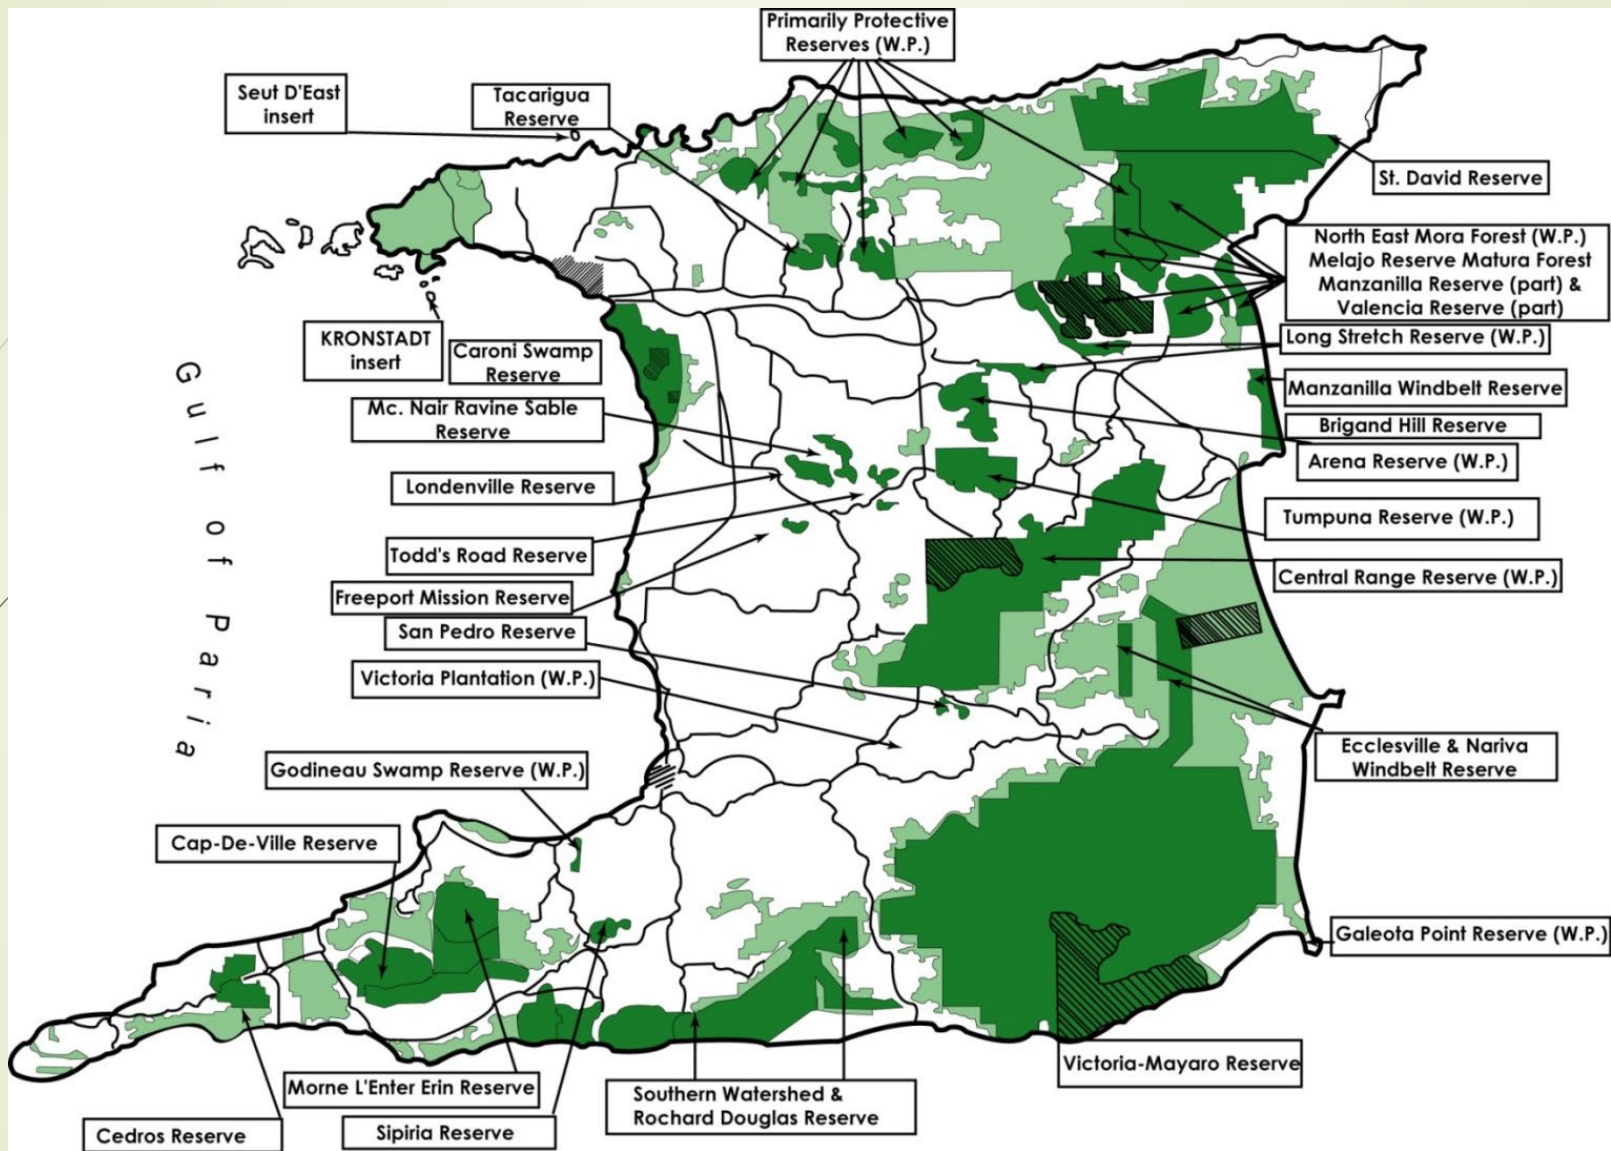 Primarily Protective
Reserves (W.P.)
Seut D'East
insert
Tacarigua
Reserve
St. David Reserve
North East Mora Forest (W.P.)
Melajo Reserve Matura Forest
Manzanilla Reserve (part) &
Valencia Reserve (part)
KRONSTADT
insert
Caroni Swamp
Reserve
Long Stretch Reserve (W.P.)
Manzanilla Windbelt Reserve
Mc. Nair Ravine Sable
Reserve
Brigand Hill Reserve
Arena Reserve (W.P.)
Londenville Reserve
Tumpuna Reserve (W.P.)
Gulf of Paria
Todd's Road Reserve
Central Range Reserve (W.P.)
Freeport Mission Reserve
San Pedro Reserve
Victoria Plantation (W.P.)
Ecclesville & Nariva
Windbelt Reserve
Godineau Swamp Reserve (W.P.)
Cap-De-Ville Reserve
Galeota Point Reserve (W.P.)
Victoria-Mayaro Reserve
Morne L'Enter Erin Reserve
Southern Watershed &
Rochard Douglas Reserve
Cedros Reserve
Sipiria Reserve